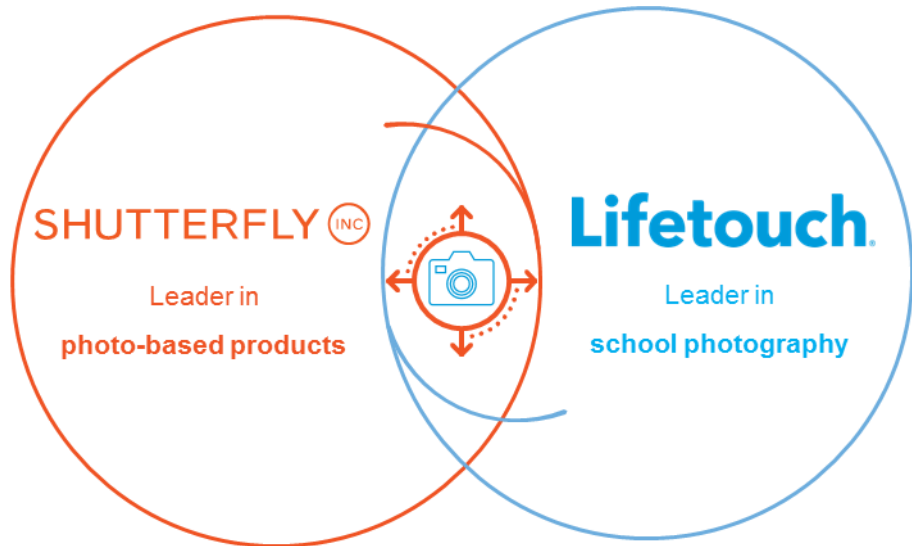 SHUTTERFLY INC
Leader in
photo-based products
Lifetouch.
Leader in
school photography